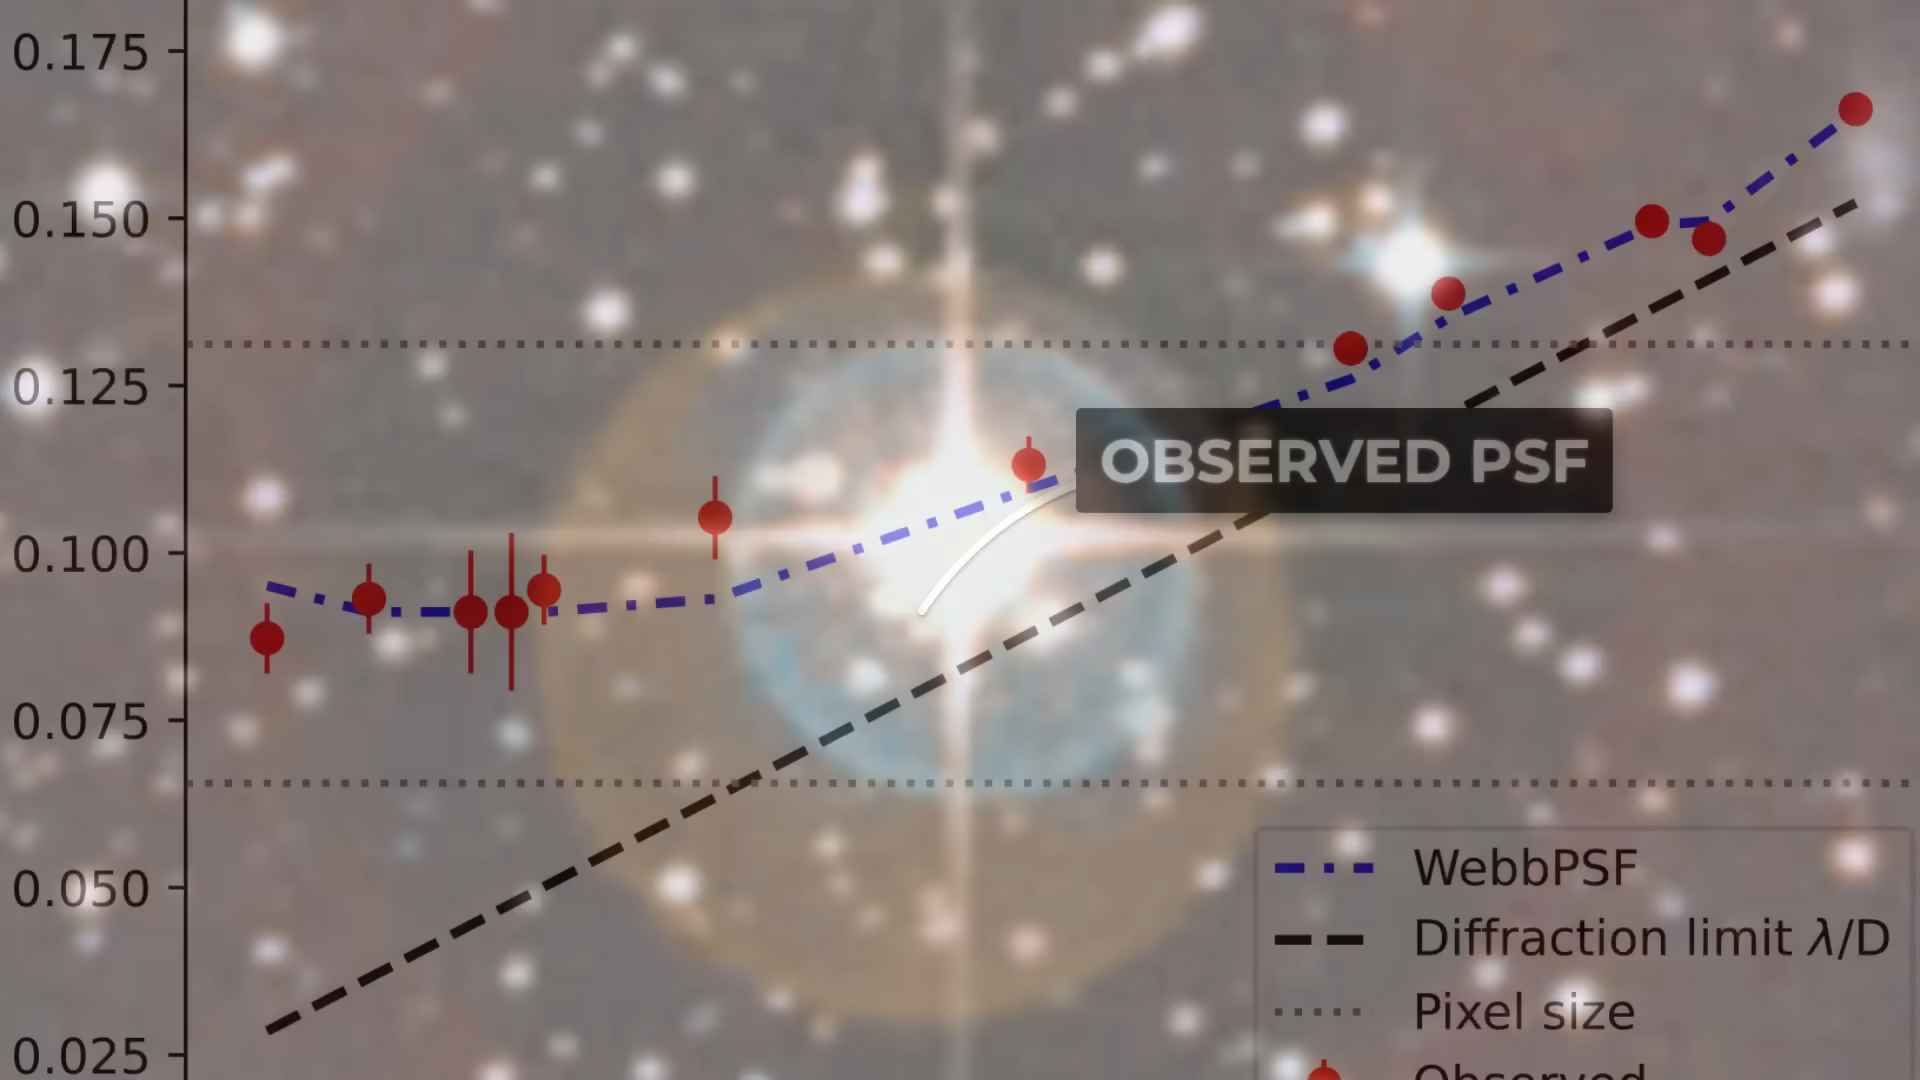 0.175
0.150
0.125
0.100
0.075
0.050
0.025
OBSERVED PSF
WebbPSF
Diffraction limit λ/D
Pixel size
Observed